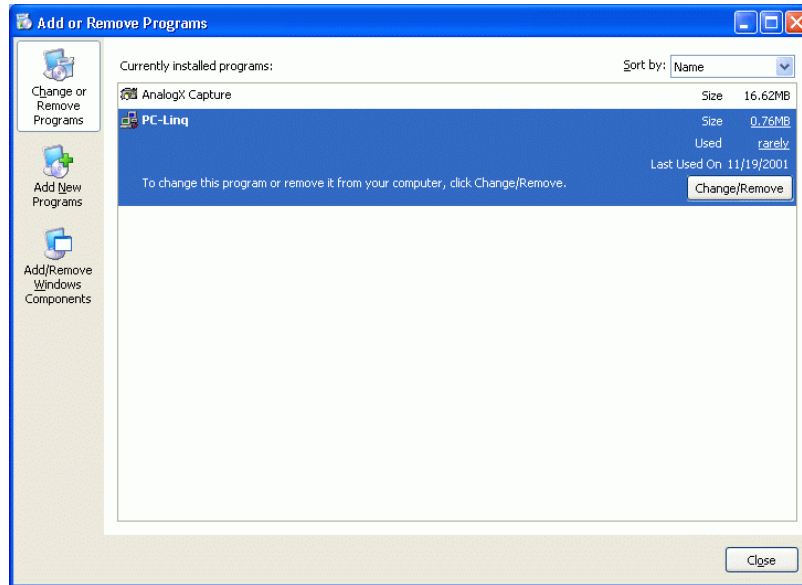 Add or Remove Programs
Change or
Remove
Programs
Add New
Programs
Add/Remove
Windows
Components
Currently installed programs:
Sort by: Name
AnalogX Capture Size 16.62MB
PC-Linq Size 0.76MB
Used rarely
Last Used On 11/19/2001
To change this program or remove it from your computer, click Change/Remove.
Change/Remove
Close